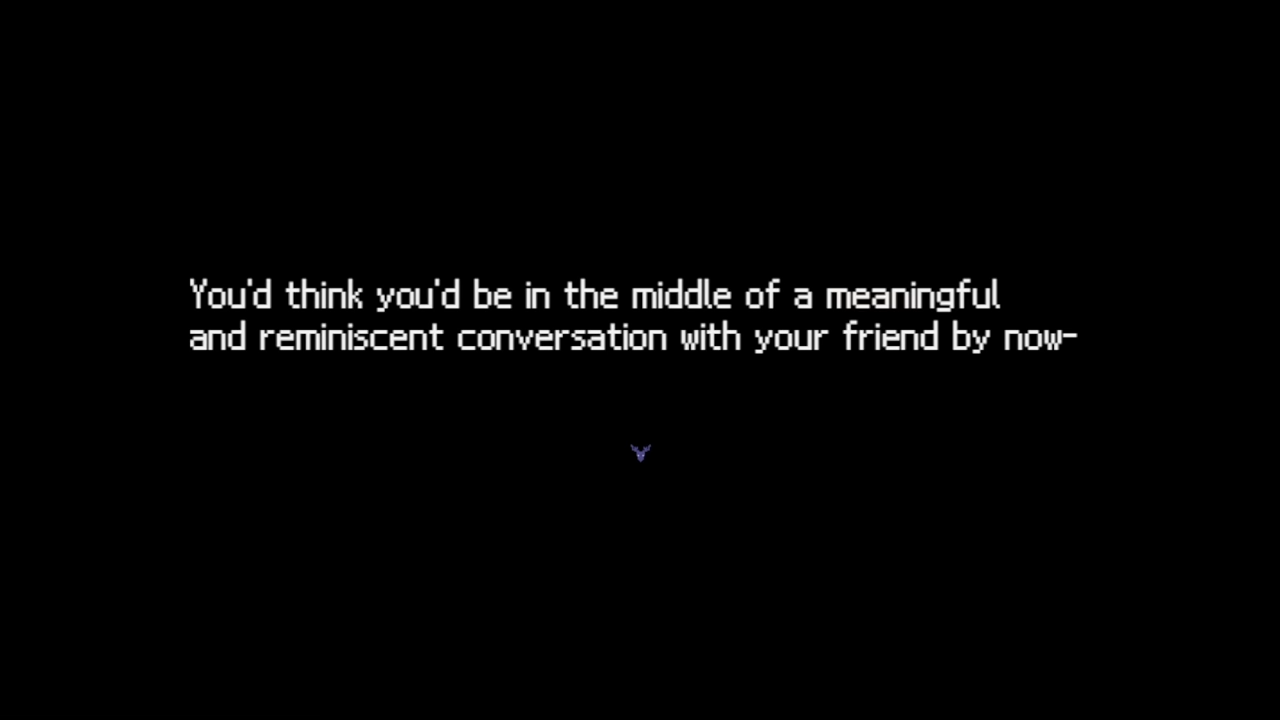 You'd think you'd be in the middle of a meaningful
and reminiscent conversation with your friend by now-